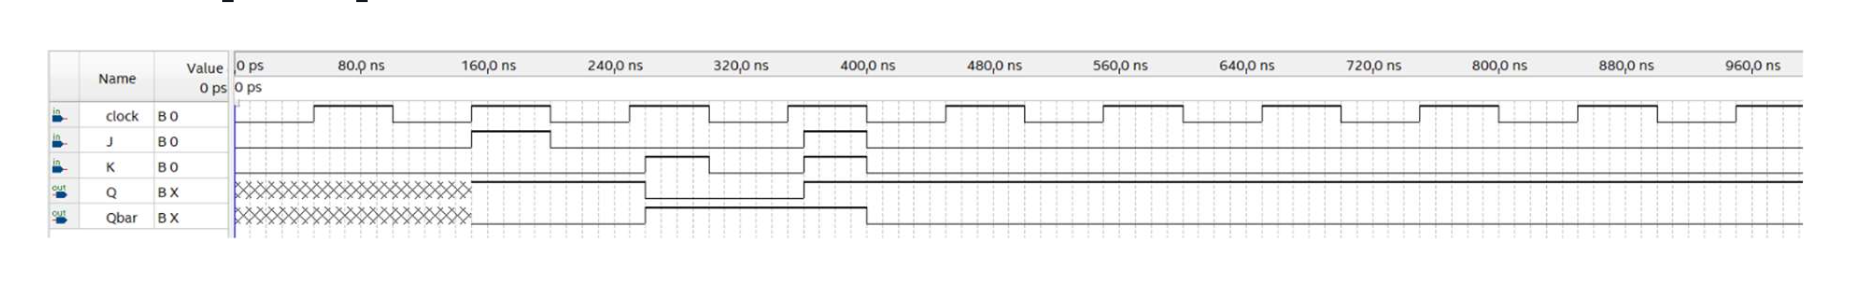 Name Value 0 ps
0 ps 80.0 ns 160,0 ns 240,0 ns 320,0 ns 400,0 ns 480,0 ns 560,0 ns 640,0 ns 720,0 ns 800,0 ns 880,0 ns 960,0 ns
0 ps
in clock B 0
in J B 0
in K B 0
out Q B X
out Qbar B X